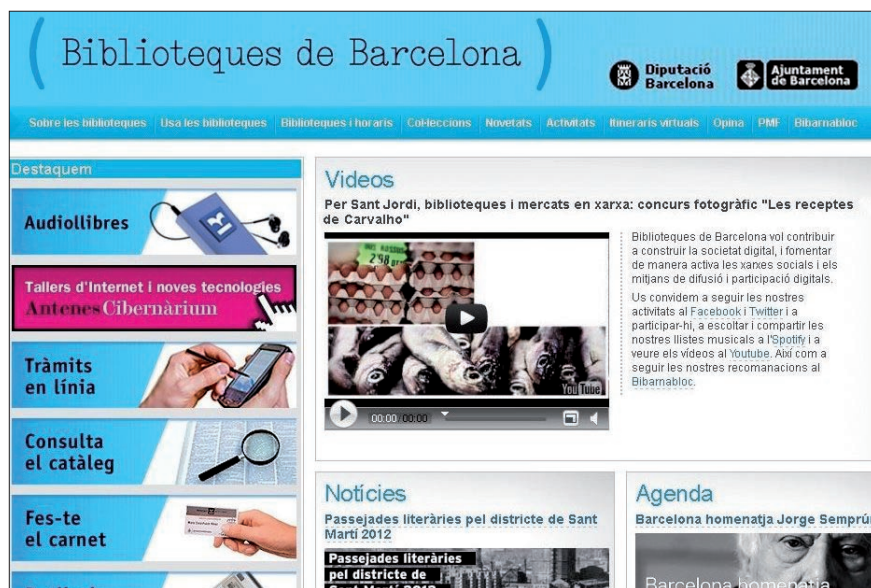 ( Biblioteques de Barcelona )
Diputació
Barcelona
Ajuntament
de Barcelona
Sobre les biblioteques Usa les biblioteques Biblioteques i horaris Col·leccions Novetats Activitats Itineraris virtuals Opina PMF Bibarnabloc
Destaquem
Audiollibres
Tallers d'Internet i noves tecnologies
Antenes Cibernàrium
Tràmits
en línia
Consulta
el catàleg
Fes-te
el carnet
Videos
Per Sant Jordi, biblioteques i mercats en xarxa: concurs fotogràfic "Les receptes
de Carvalho"
2.98
YouTube
00:00/00:00
Biblioteques de Barcelona vol contribuir
a construir la societat digital, i fomentar
de manera activa les xarxes socials i els
mitjans de difusió i participació digitals.
Us convidem a seguir les nostres
activitats al Facebook i Twitter i a
participar-hi, a escoltar i compartir les
nostres llistes musicals a l'Spotify i a
veure els vídeos al Youtube. Així com a
seguir les nostres recomanacions al
Bibarnabloc.
Notícies
Passejades literàries pel districte de Sant
Martí 2012
Passejades literàries
pel districte de
Sant Martí 2012
Agenda
Barcelona homenatja Jorge Semprún
Barcelona homenatja